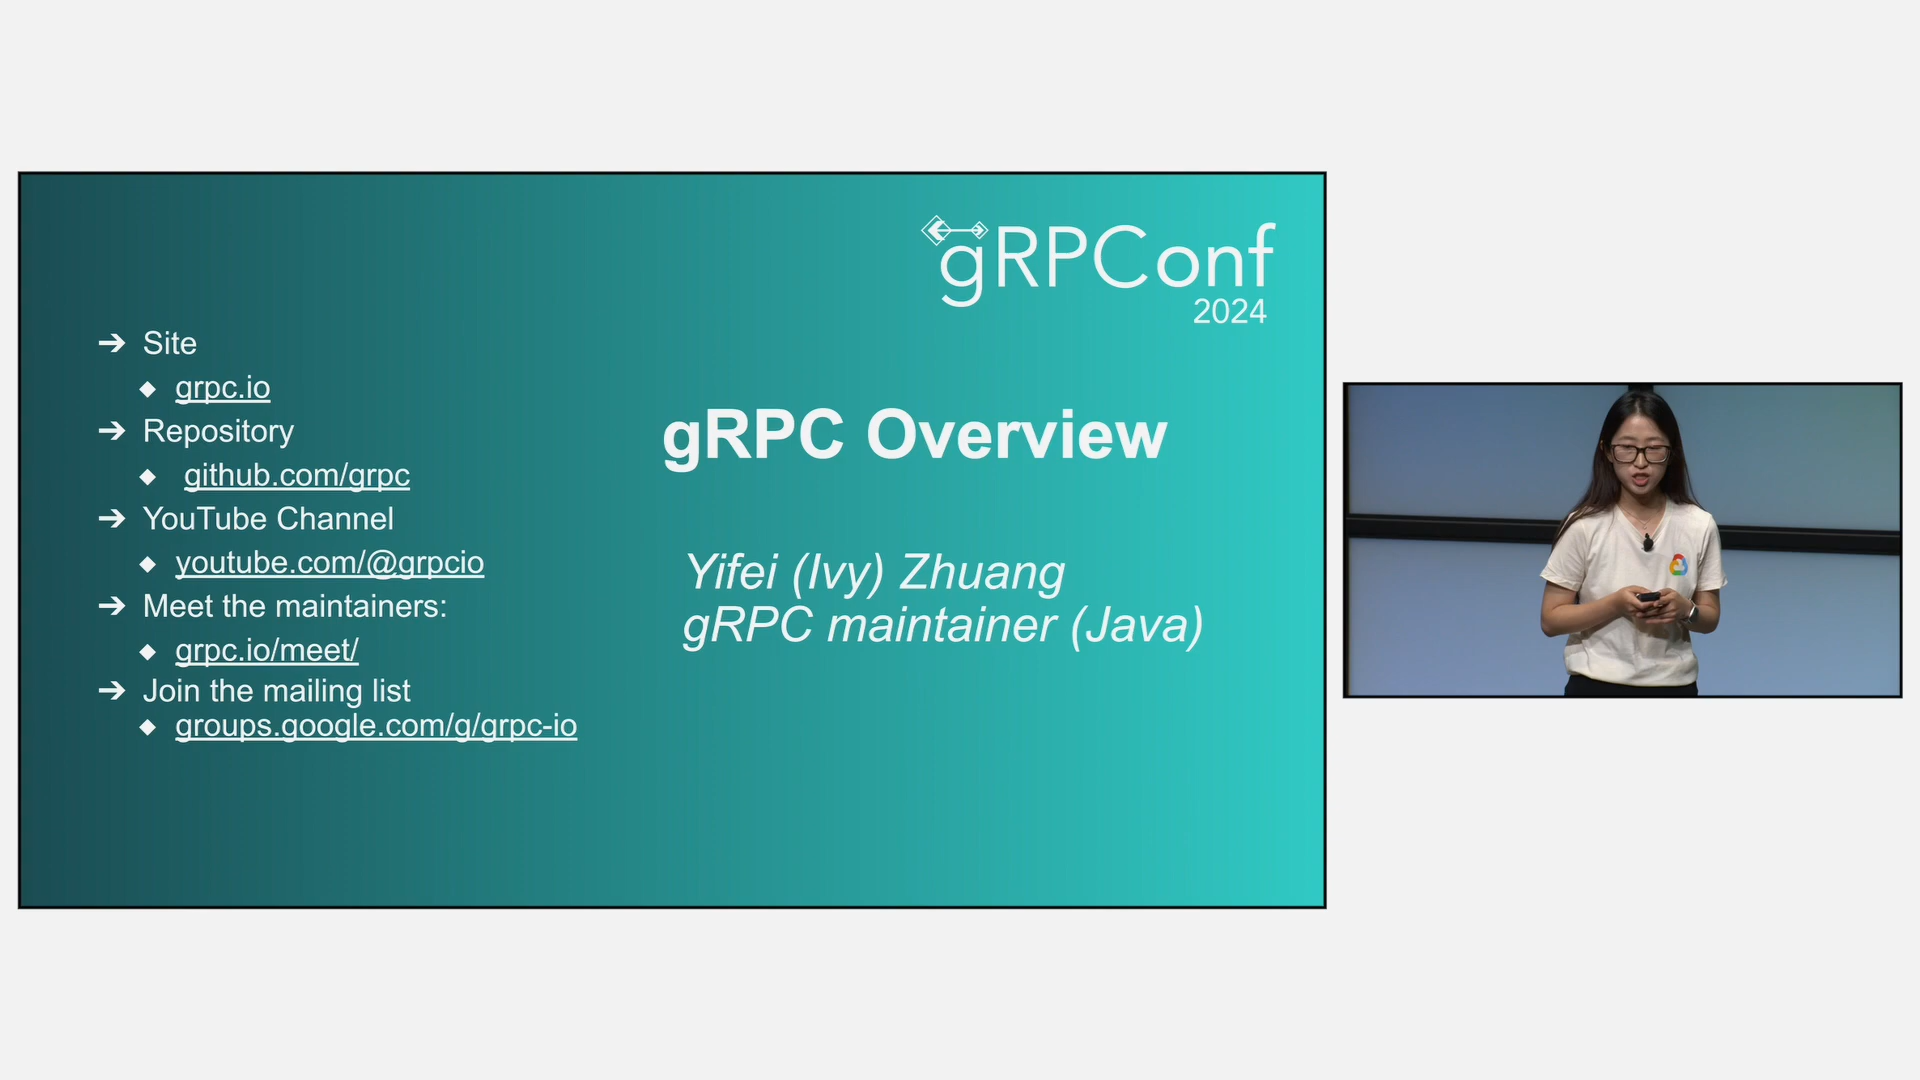 gRPConf
2024
➔ Site
◆ grpc.io
➔ Repository
◆ github.com/grpc
➔ YouTube Channel
◆ youtube.com/@grpcio
➔ Meet the maintainers:
◆ grpc.io/meet/
➔ Join the mailing list
◆ groups.google.com/g/grpc-io
gRPC Overview
Yifei (Ivy) Zhuang
gRPC maintainer (Java)